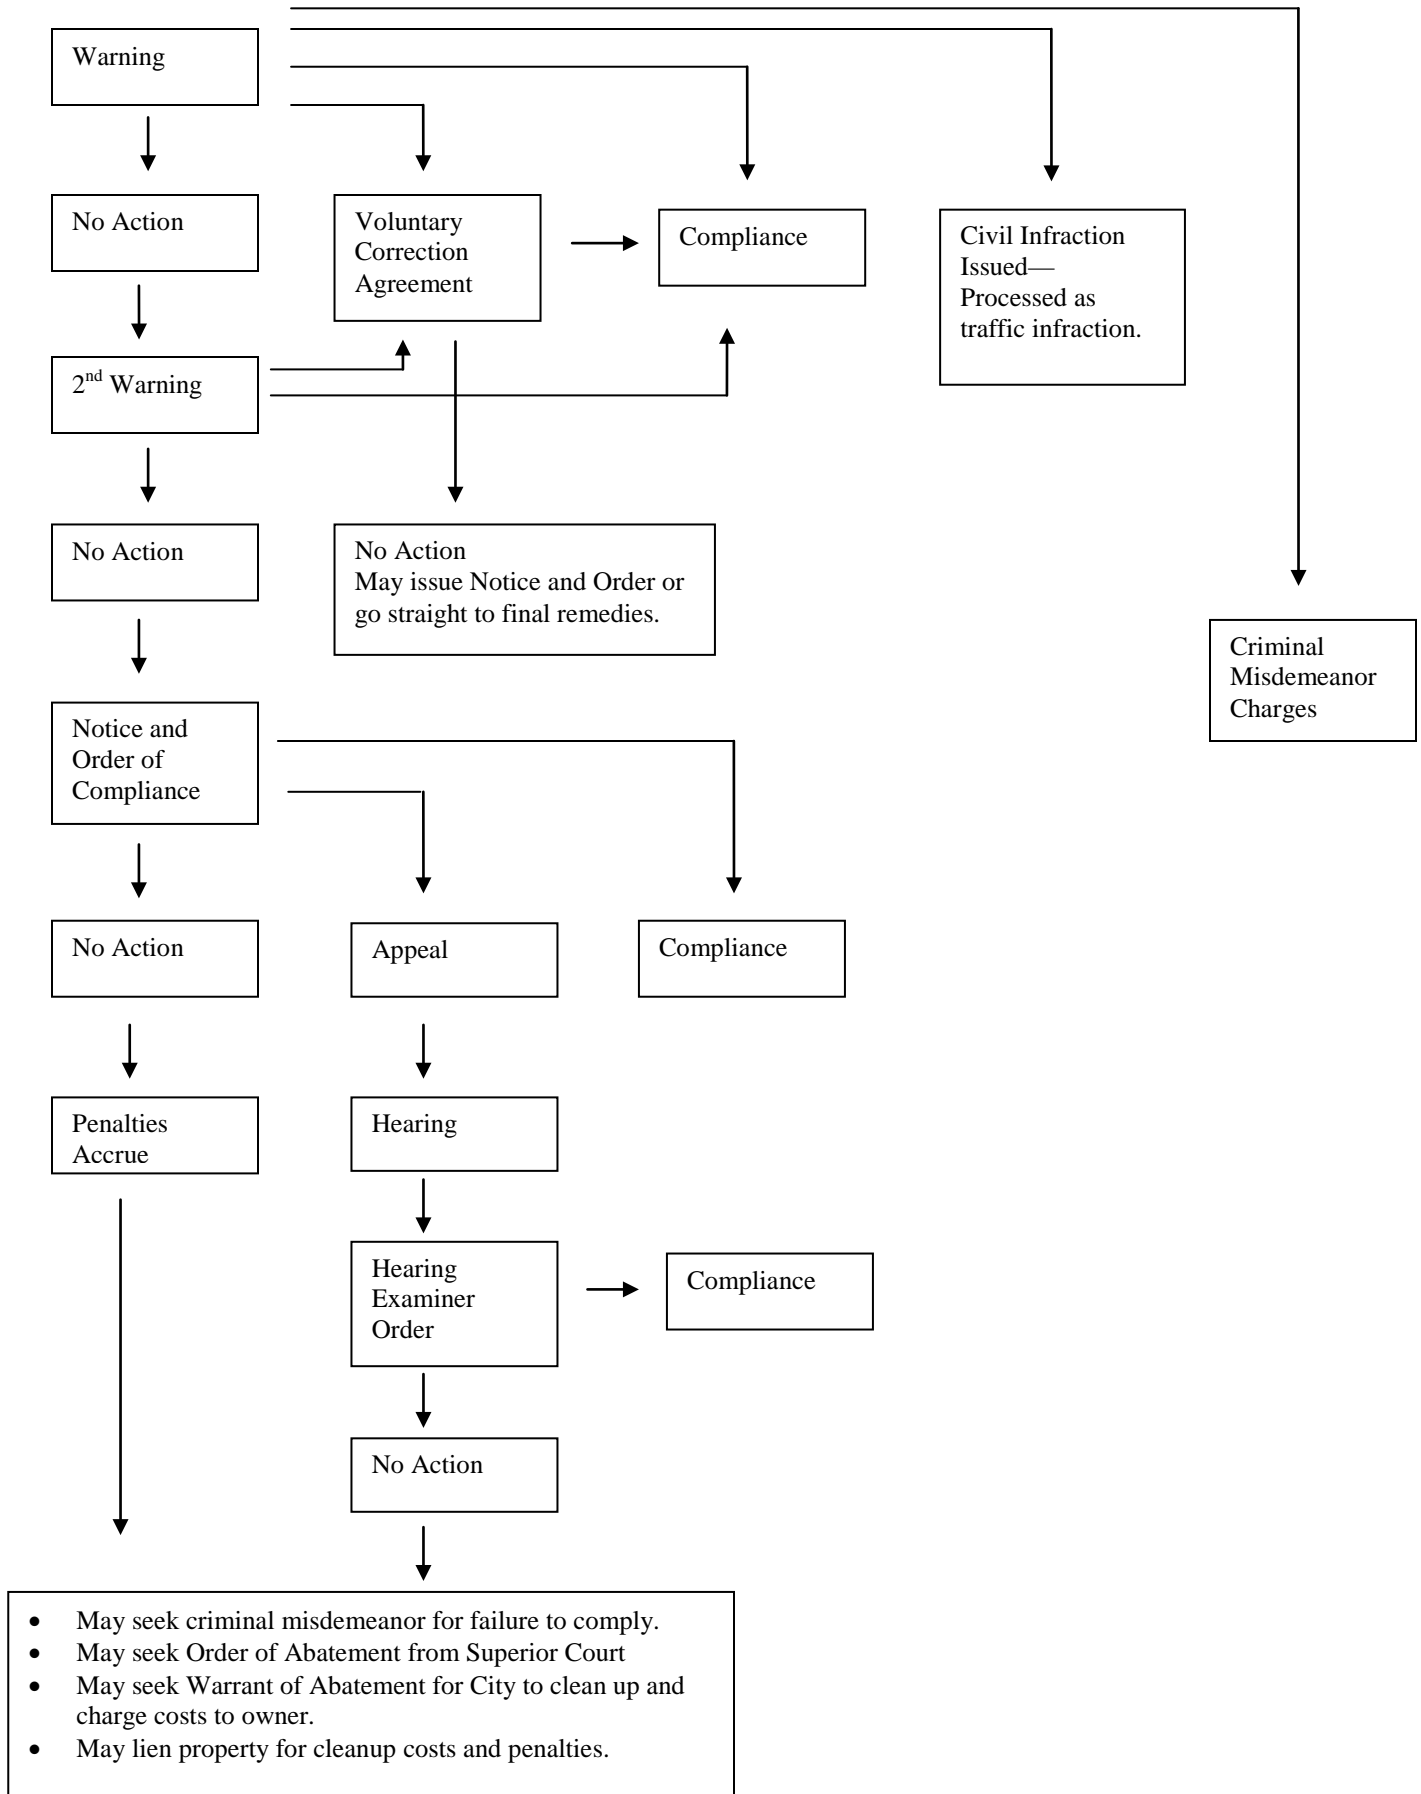 Warning
No Action
Voluntary
Correction
Agreement
Compliance
Civil Infraction
Issued—
Processed as
traffic infraction.
2nd Warning
No Action
No Action
May issue Notice and Order or
go straight to final remedies.
Criminal
Misdemeanor
Charges
Notice and
Order of
Compliance
No Action
Appeal
Compliance
Penalties
Accrue
Hearing
Hearing
Examiner
Order
Compliance
No Action
• May seek criminal misdemeanor for failure to comply.
• May seek Order of Abatement from Superior Court
• May seek Warrant of Abatement for City to clean up and
charge costs to owner.
• May lien property for cleanup costs and penalties.